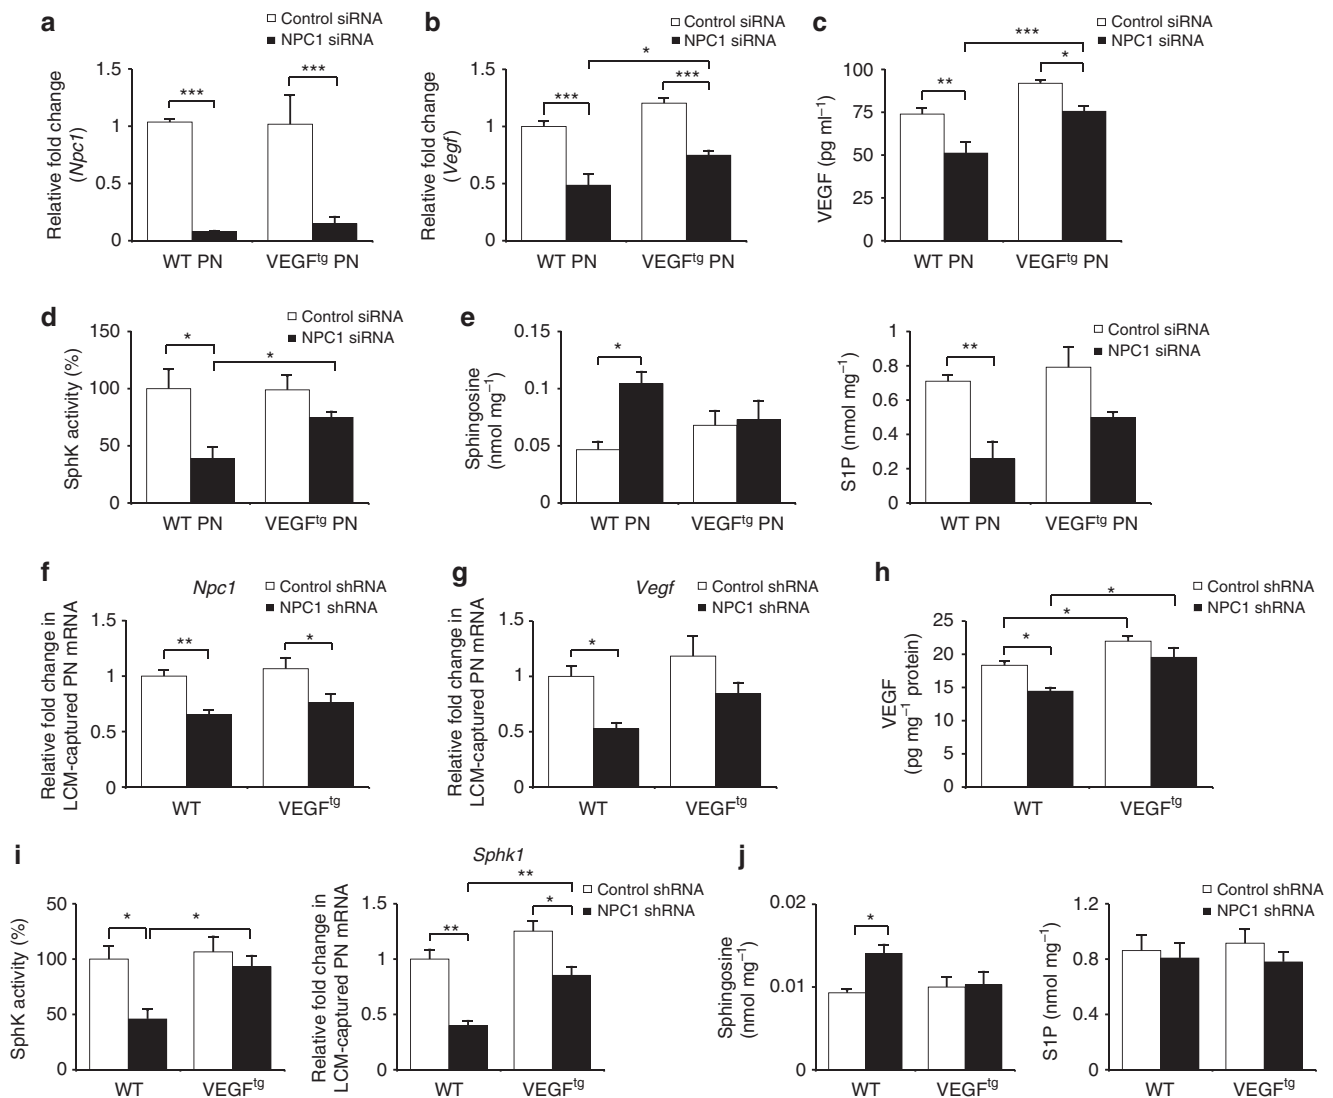 a
Control siRNA
NPC1 siRNA
Relative fold change
(Npc1)
1.5
1
0.5
0
***
***
WT PN
VEGFtg PN
b
Control siRNA
NPC1 siRNA
Relative fold change
(Vegf)
1.5
1
0.5
0
*
***
***
WT PN
VEGFtg PN
c
Control siRNA
NPC1 siRNA
VEGF (pg ml−1)
100
75
50
25
0
***
*
**
WT PN
VEGFtg PN
d
Control siRNA
NPC1 siRNA
SphK activity (%)
150
100
50
0
*
*
WT PN
VEGFtg PN
e
Sphingosine
(nmol mg−1)
0.15
0.1
0.05
0
*
WT PN
VEGFtg PN
Control siRNA
NPC1 siRNA
S1P (nmol mg−1)
1
0.8
0.6
0.4
0.2
0
**
WT PN
VEGFtg PN
f
Npc1
Control shRNA
NPC1 shRNA
Relative fold change in
LCM-captured PN mRNA
1.5
1
0.5
0
**
*
WT
VEGFtg
g
Vegf
Control shRNA
NPC1 shRNA
Relative fold change in
LCM-captured PN mRNA
1.5
1
0.5
0
*
WT
VEGFtg
h
Control shRNA
NPC1 shRNA
VEGF
(pg mg−1 protein)
25
20
15
10
5
0
*
*
*
WT
VEGFtg
i
SphK activity (%)
50
100
50
0
*
*
WT
VEGFtg
Sphk1
Control shRNA
NPC1 shRNA
Relative fold change in
LCM-captured PN mRNA
1.5
1
0.5
0
**
*
**
WT
VEGFtg
j
Sphingosine
(nmol mg−1)
0.02
0.01
0
*
WT
VEGFtg
Control shRNA
NPC1 shRNA
S1P (nmol mg−1)
1.2
0.8
0.4
0
WT
VEGFtg